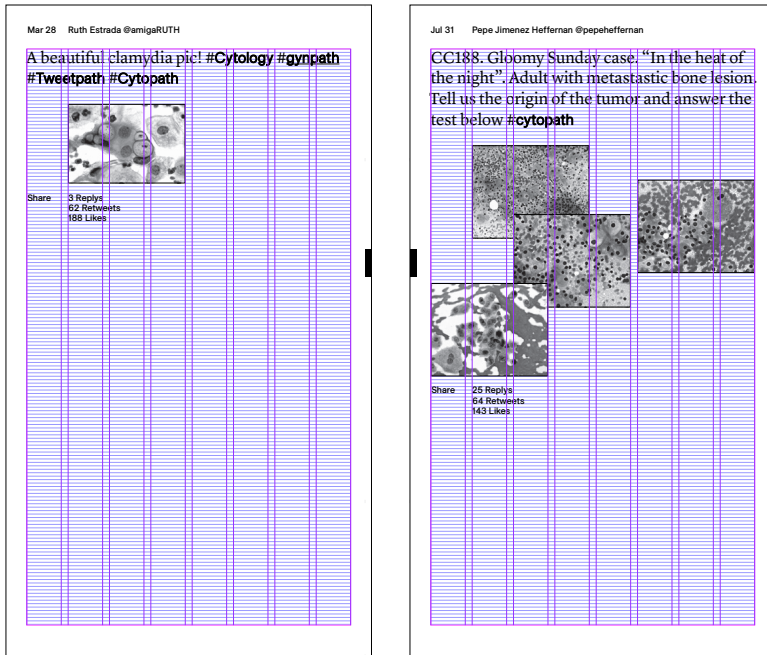 Mar 28 Ruth Estrada @amigaRUTH
A beautiful clamydia pic! #Cytology #gynpath
#Tweetpath #Cytopath
Share 3 Replys
62 Retweets
188 Likes
Jul 31 Pepe Jimenez Heffernan @pepeheffernan
CC188. Gloomy Sunday case. “In the heat of
the night”. Adult with metastastic bone lesion.
Tell us the origin of the tumor and answer the
test below #cytopath
Share 25 Replys
64 Retweets
143 Likes